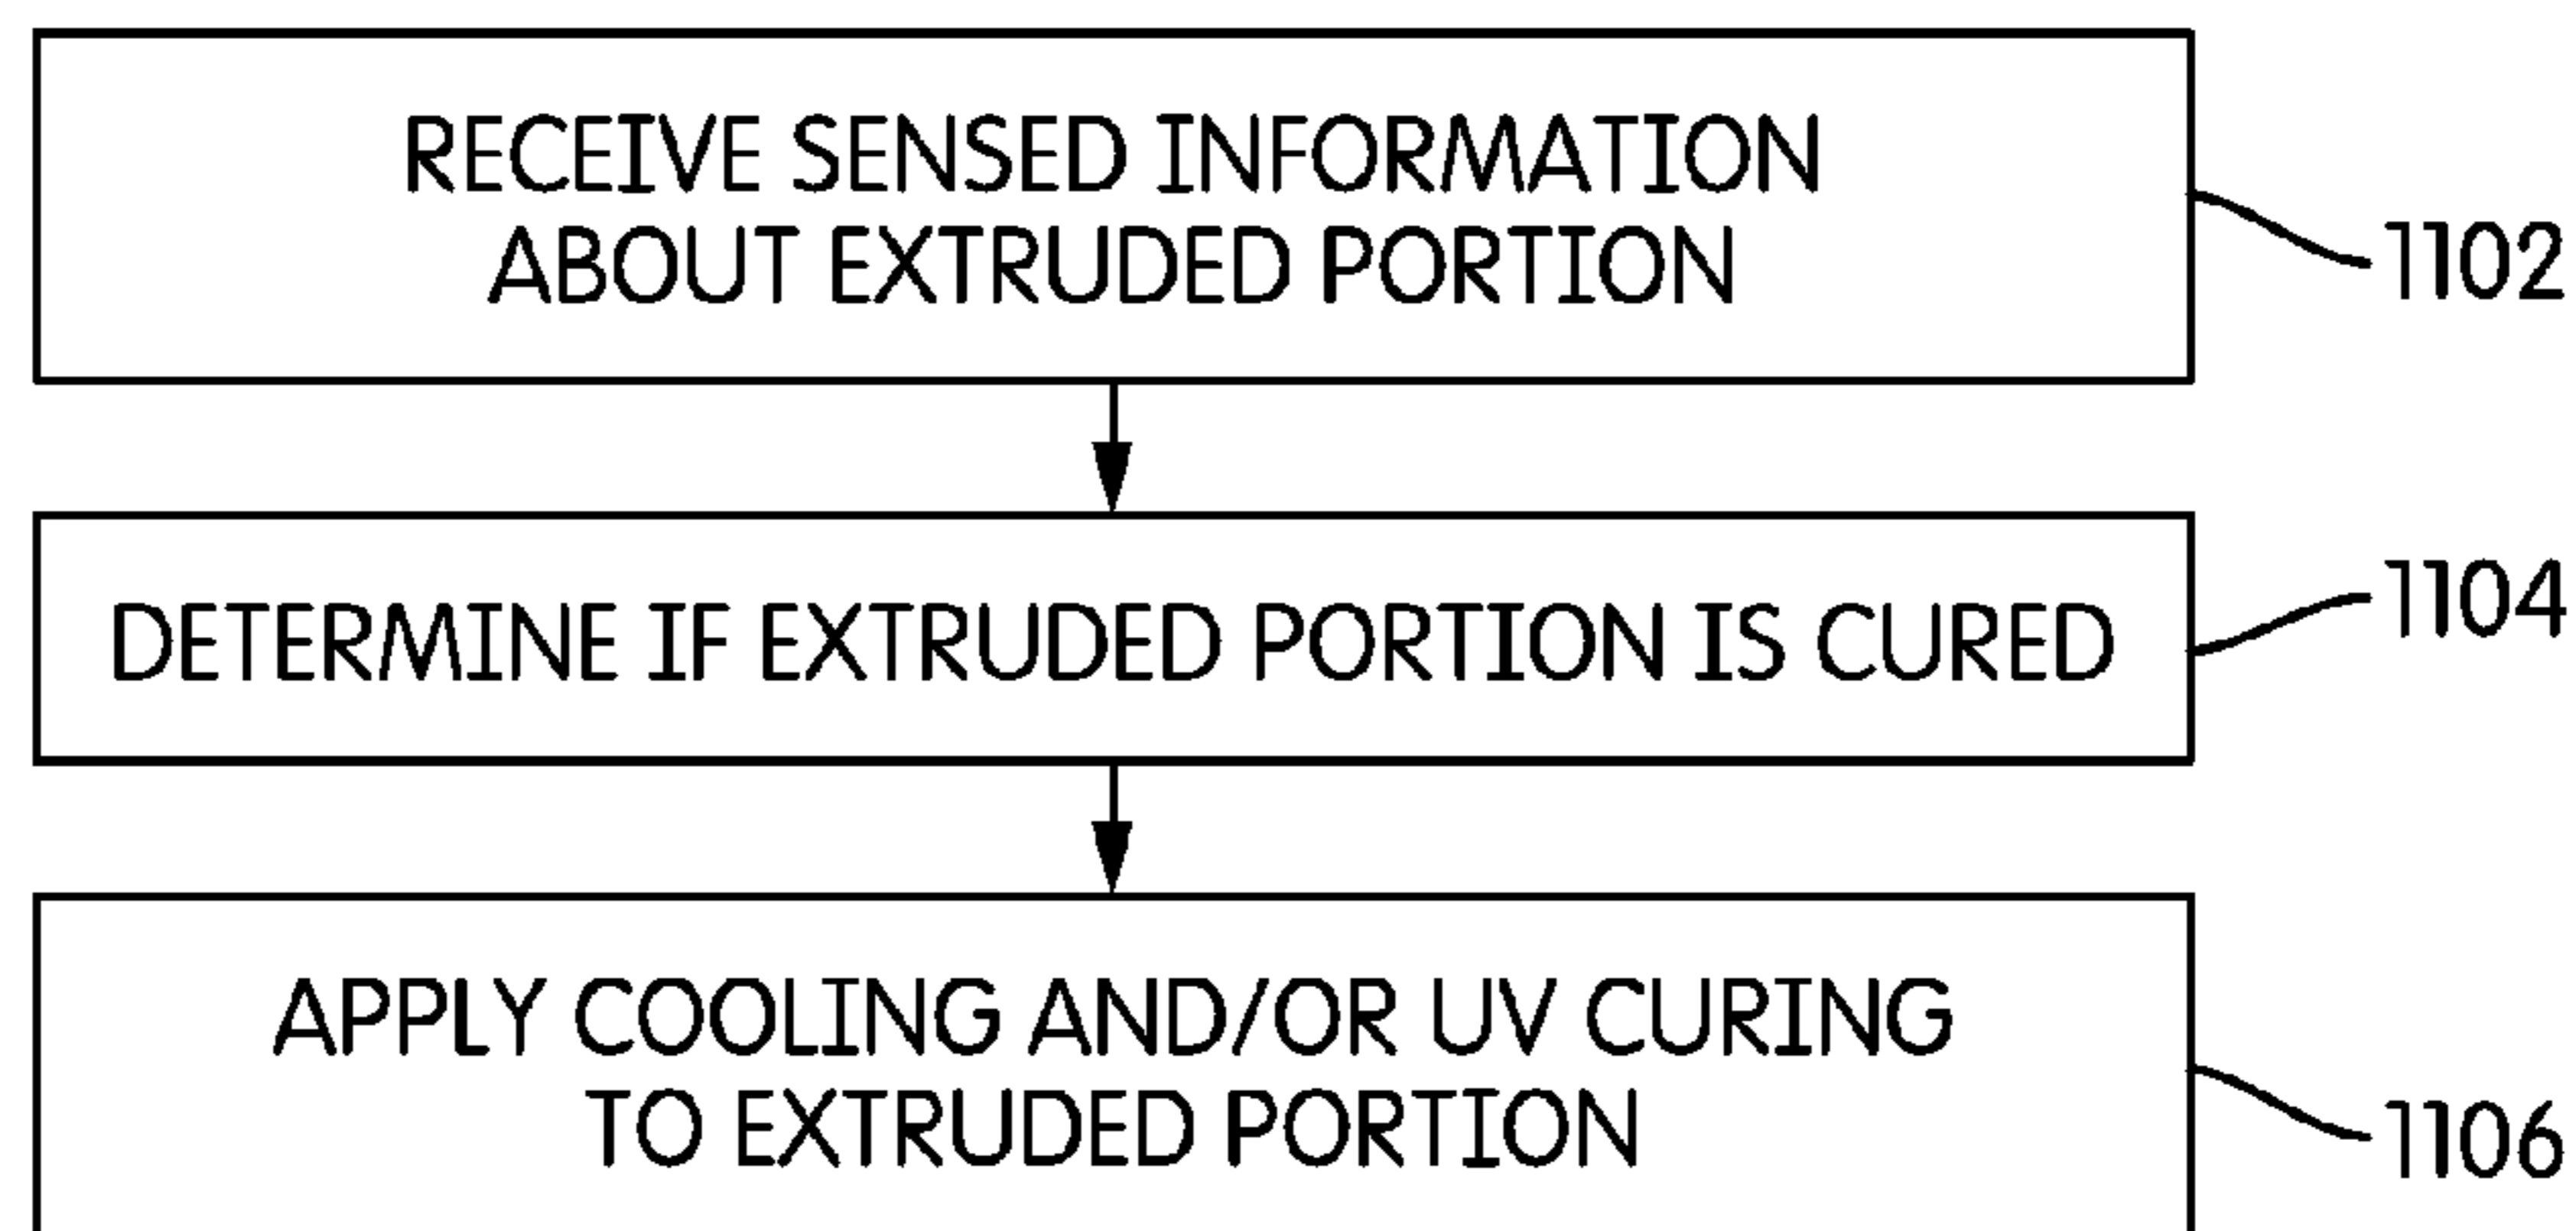 RECEIVE SENSED INFORMATION
ABOUT EXTRUDED PORTION
1102
DETERMINE IF EXTRUDED PORTION IS CURED
1104
APPLY COOLING AND/OR UV CURING
TO EXTRUDED PORTION
1106